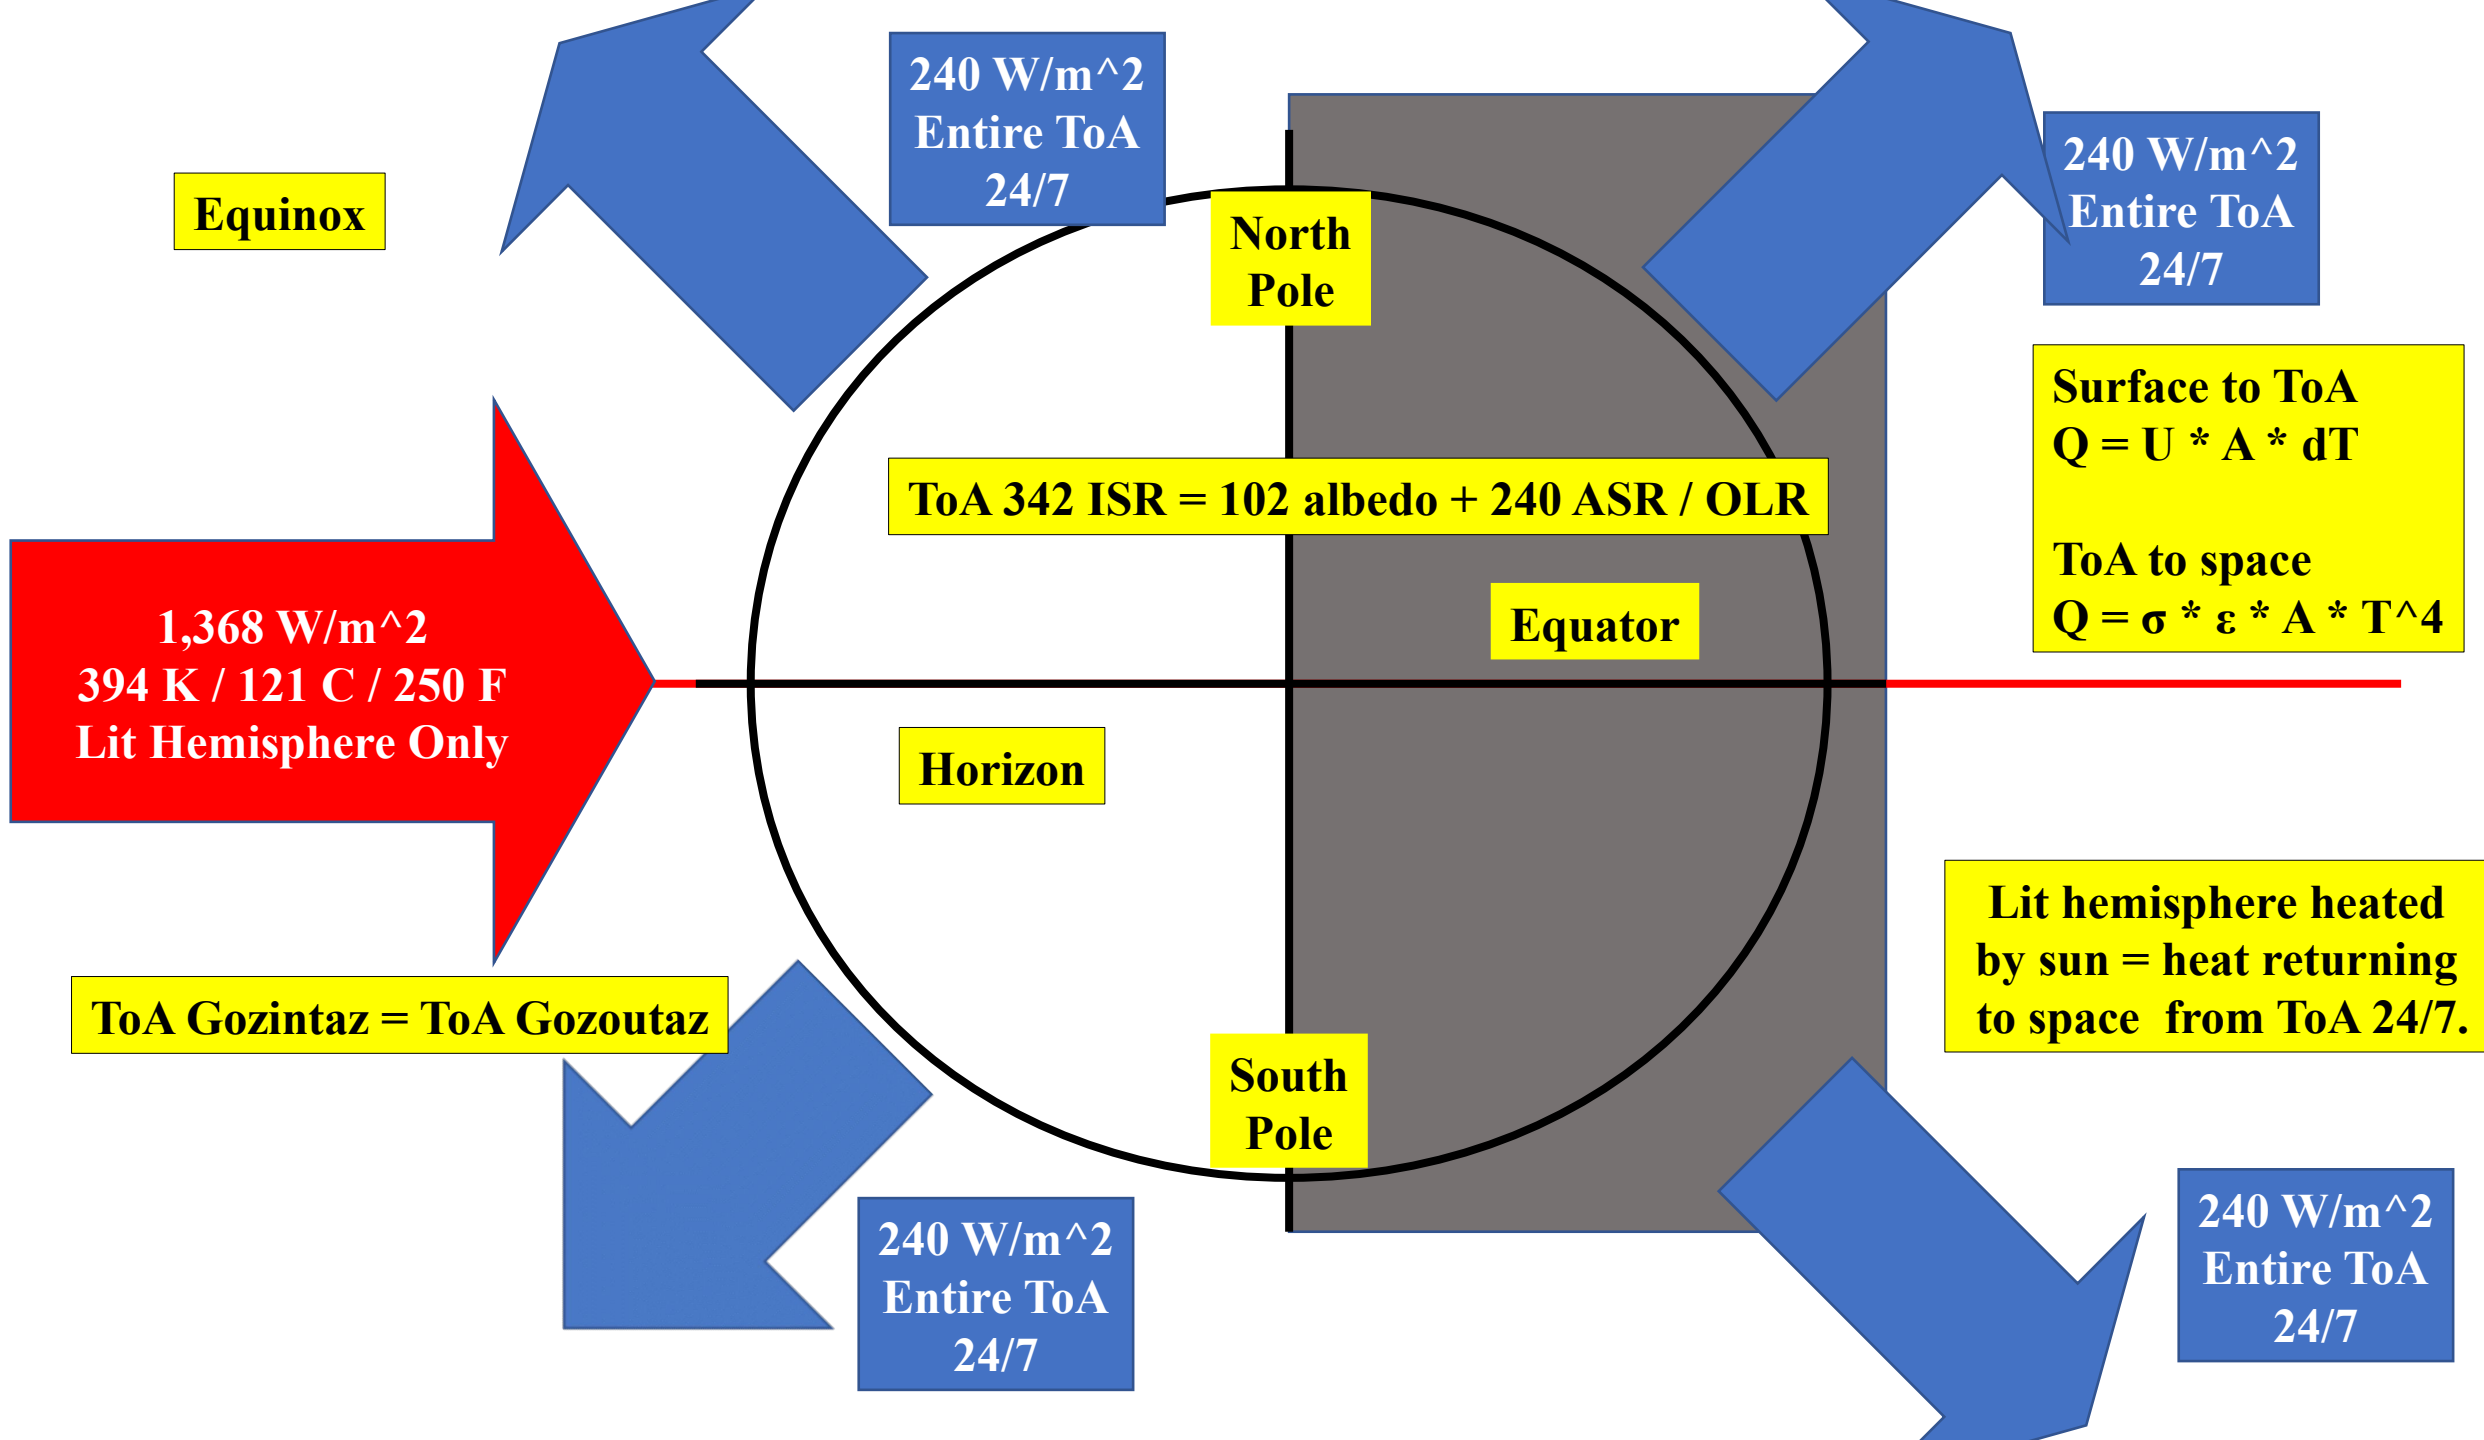 240 W/m^2
Entire ToA
24/7
240 W/m^2
Entire ToA
24/7
Equinox
North
Pole
Surface to ToA
Q = U * A * dT
ToA to space
Q = σ * ε * A * T^4
ToA 342 ISR = 102 albedo + 240 ASR / OLR
1,368 W/m^2
394 K / 121 C / 250 F
Lit Hemisphere Only
Equator
Horizon
Lit hemisphere heated
by sun = heat returning
to space  from ToA 24/7.
ToA Gozintaz = ToA Gozoutaz
South
Pole
240 W/m^2
Entire ToA
24/7
240 W/m^2
Entire ToA
24/7